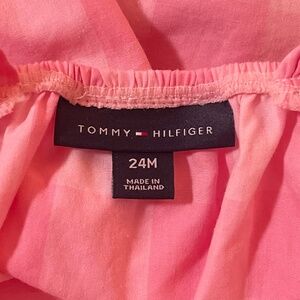 TOMMY HILFIGER
24M
MADE IN
THAILAND